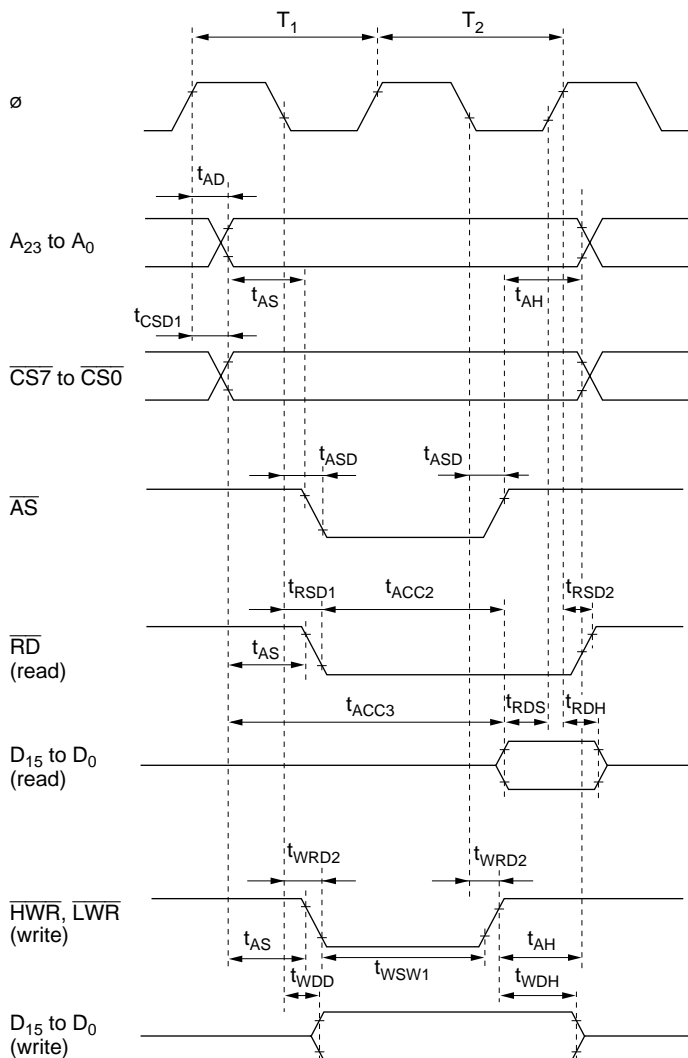 T₁ T₂
ø
tAD
A₂₃ to A₀
tAS tAH
tCSD1
CS7 to CS0
tASD tASD
AS
tRSD1 tACC2 tRSD2
RD
(read)
tAS
tACC3 tRDS tRDH
D₁₅ to D₀
(read)
tWRD2 tWRD2
HWR, LWR
(write)
tAS tWSW1 tAH
tWDD tWDH
D₁₅ to D₀
(write)